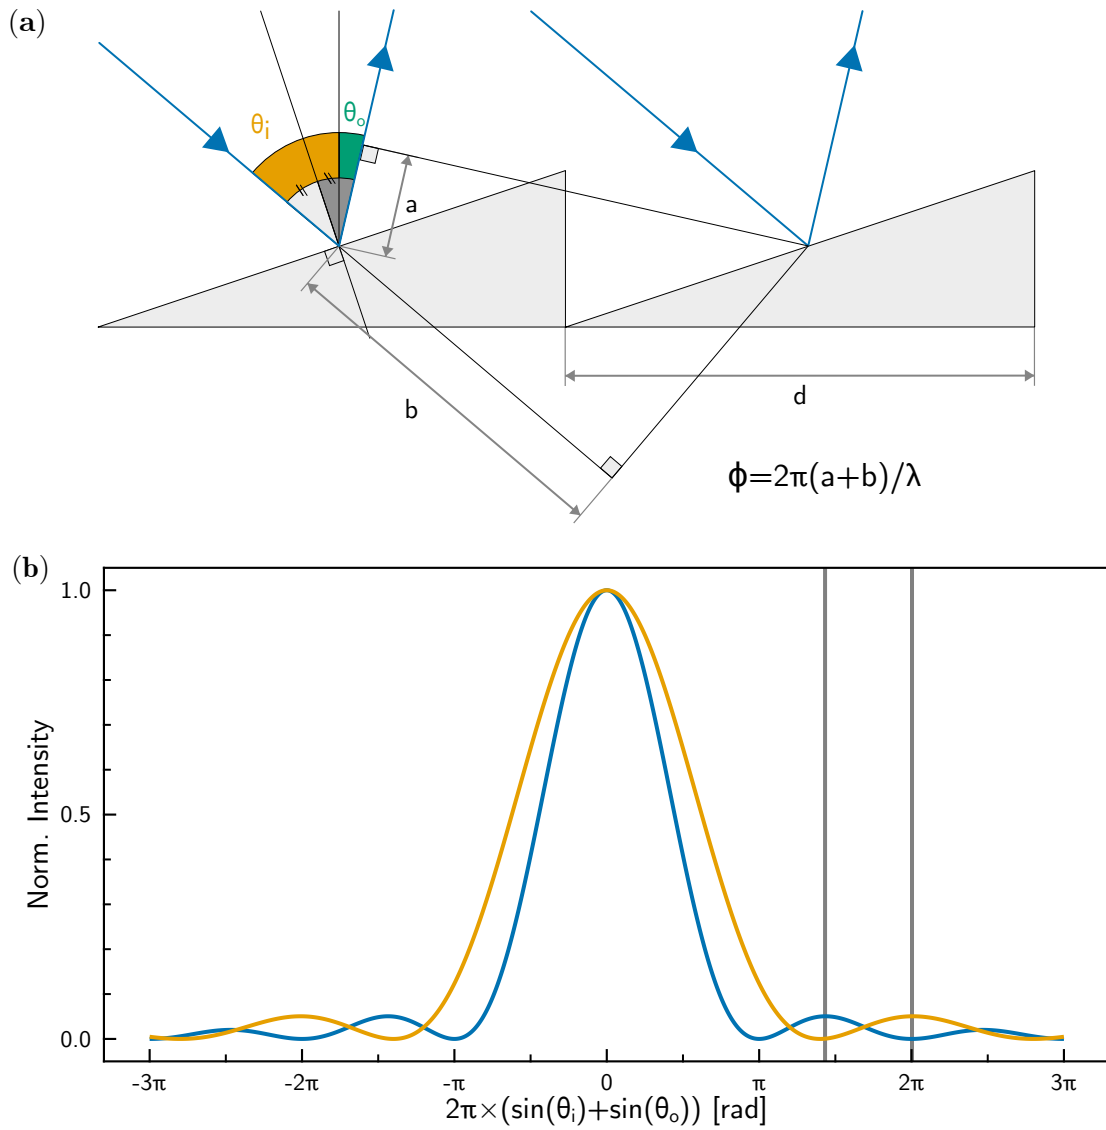 (a)
θi
θo
a
b
d
ϕ=2π(a+b)/λ
(b)
Norm. Intensity
1.0
0.5
0.0
-3π -2π -π 0 π 2π 3π
2π×(sin(θi)+sin(θo)) [rad]